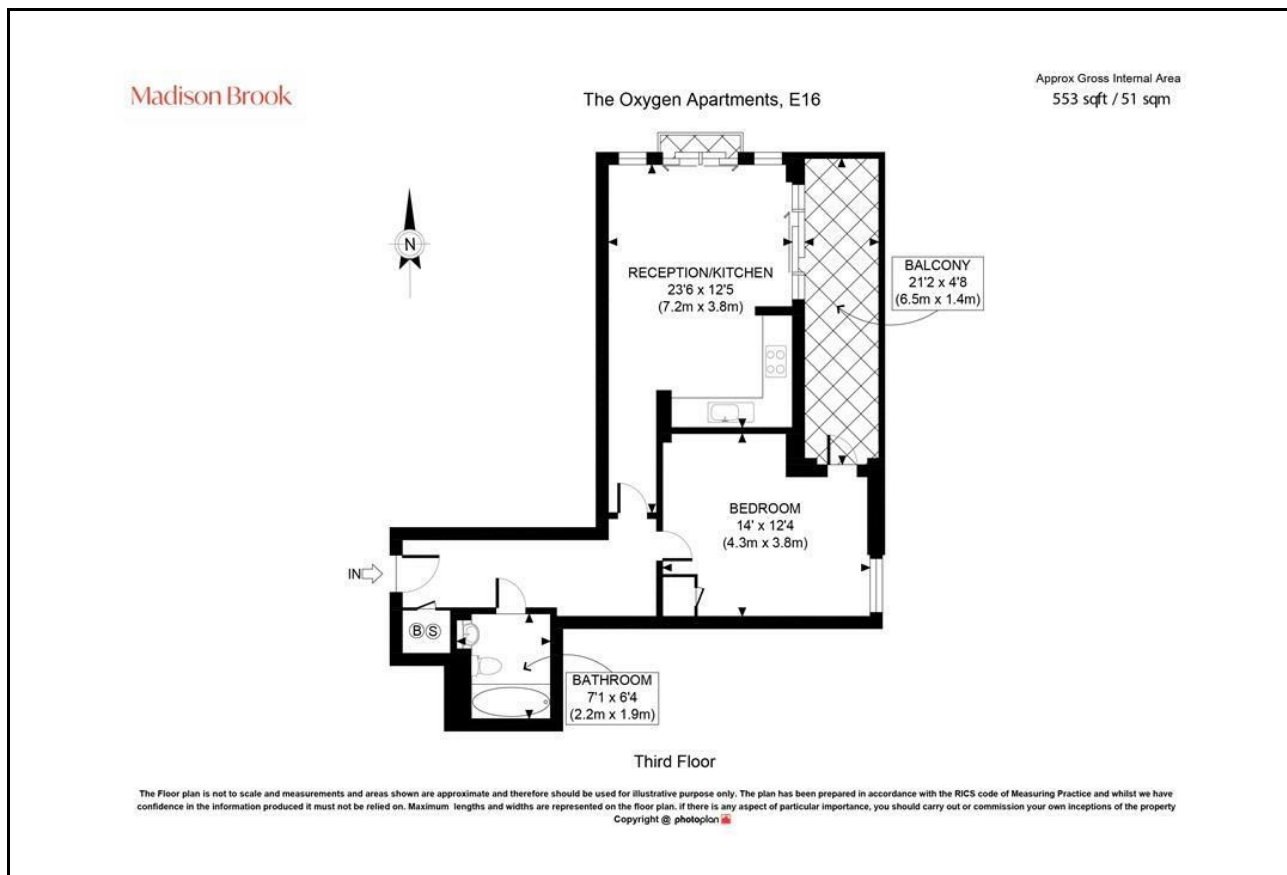 Madison Brook
The Oxygen Apartments, E16
Approx Gross Internal Area
553 sqft / 51 sqm
N
RECEPTION/KITCHEN
23'6 x 12'5
(7.2m x 3.8m)
BALCONY
21'2 x 4'8
(6.5m x 1.4m)
BEDROOM
14' x 12'4
(4.3m x 3.8m)
IN
B S
BATHROOM
7'1 x 6'4
(2.2m x 1.9m)
Third Floor
The Floor plan is not to scale and measurements and areas shown are approximate and therefore should be used for illustrative purpose only. The plan has been prepared in accordance with the RICS code of Measuring Practice and whilst we have
confidence in the information produced it must not be relied on. Maximum lengths and widths are represented on the floor plan. if there is any aspect of particular importance, you should carry out or commission your own inceptions of the property
Copyright @ photoplan